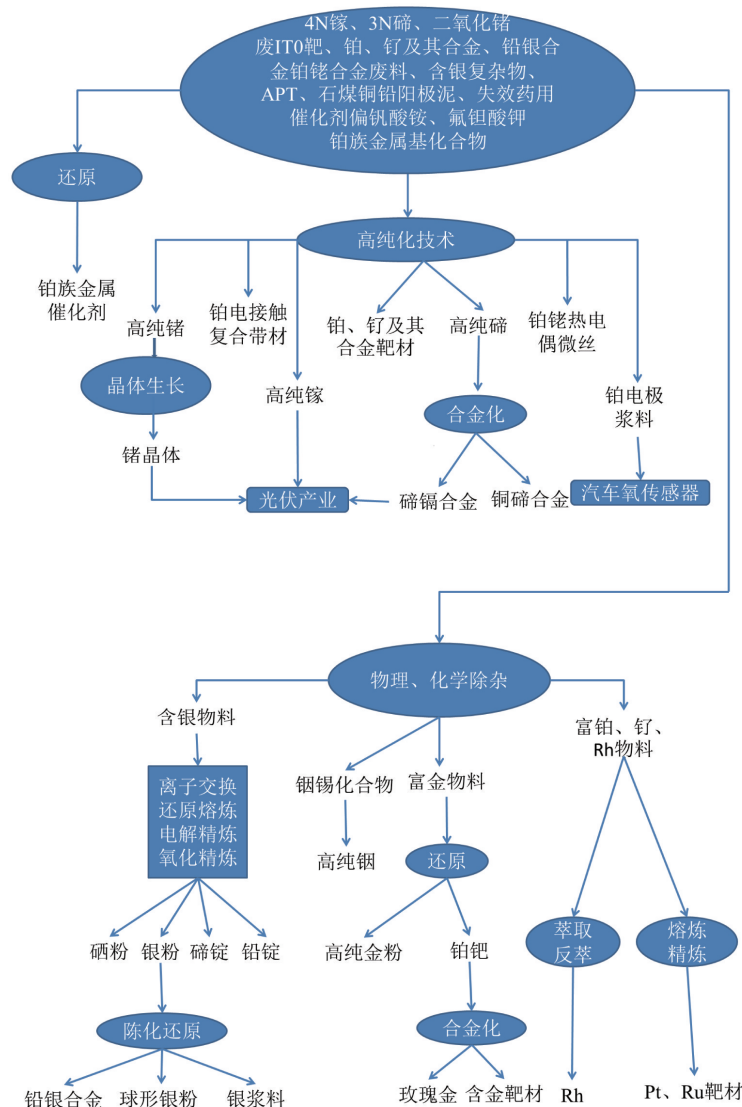 4N镓、3N碲、二氧化锗
废IT0靶、铂、钌及其合金、铅银合
金铂铑合金废料、含银复杂物、
APT、石煤铜铅阳极泥、失效药用
催化剂偏钒酸铵、氟钽酸钾
铂族金属基化合物
还原
高纯化技术
铂族金属
催化剂
高纯锗
铂电接触
复合带材
铂、钌及其
合金靶材
高纯碲
铂铑热电
偶微丝
晶体生长
高纯镓
合金化
铂电极
浆料
锗晶体
光伏产业
碲镉合金
铜碲合金
汽车氧传感器
物理、化学除杂
含银物料
富铂、钌、
Rh物料
离子交换
还原熔炼
电解精炼
氧化精炼
铟锡化合物
富金物料
高纯铟
还原
硒粉
银粉
碲锭
铅锭
高纯金粉
铂钯
萃取
反萃
熔炼
精炼
陈化还原
合金化
铅银合金
球形银粉
银浆料
玫瑰金
含金靶材
Rh
Pt、Ru靶材